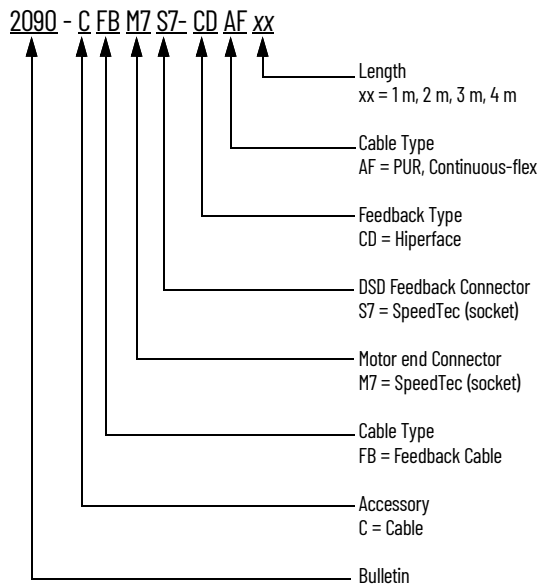 2090 - C FB M7 S7- CD AF xx
Length
xx = 1 m, 2 m, 3 m, 4 m
Cable Type
AF = PUR, Continuous-flex
Feedback Type
CD = Hiperface
DSD Feedback Connector
S7 = SpeedTec (socket)
Motor end Connector
M7 = SpeedTec (socket)
Cable Type
FB = Feedback Cable
Accessory
C = Cable
Bulletin